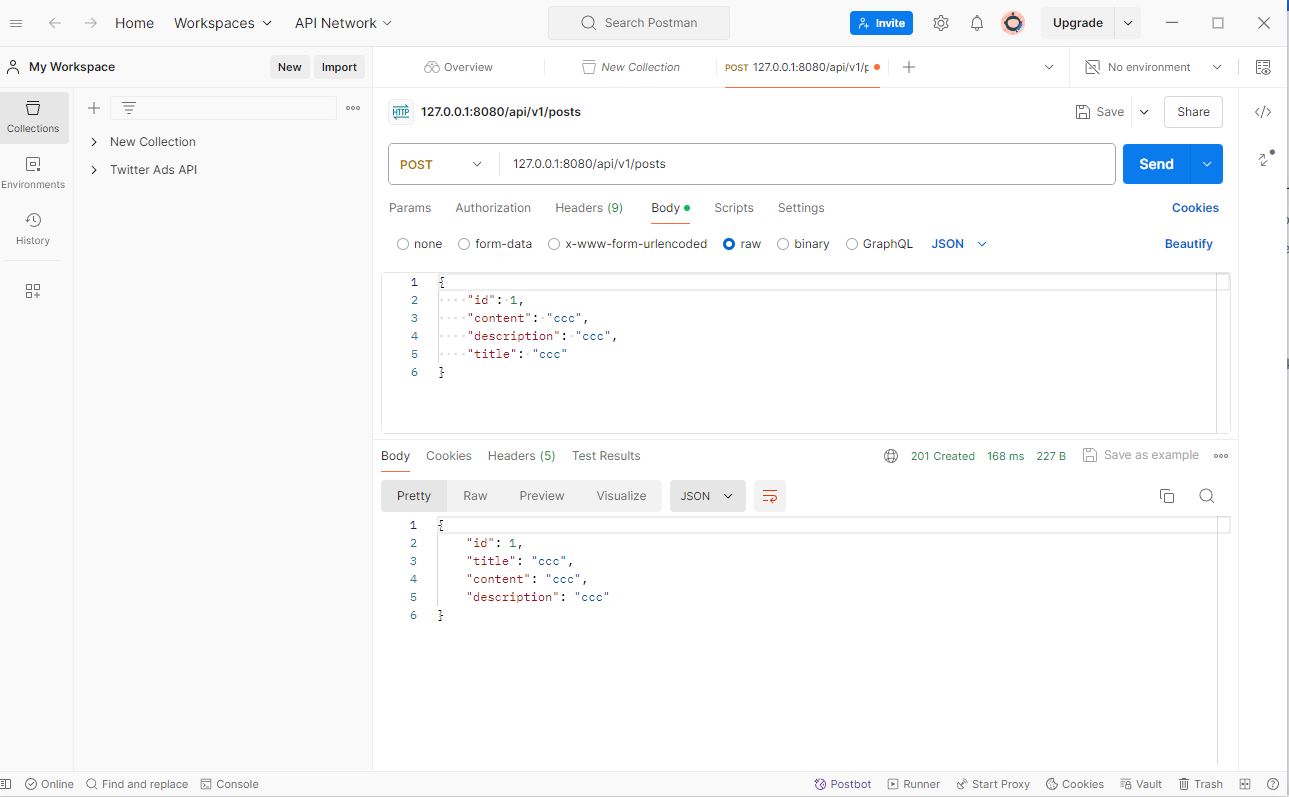 Home Workspaces API Network Search Postman Invite Upgrade
My Workspace New Import Overview New Collection POST 127.0.0.1:8080/api/v1/p No environment
HTTP 127.0.0.1:8080/api/v1/posts Save Share
Collections
New Collection
Twitter Ads API
Environments
History
POST 127.0.0.1:8080/api/v1/posts Send
Params Authorization Headers (9) Body Scripts Settings Cookies
none form-data x-www-form-urlencoded raw binary GraphQL JSON Beautify
1 {
2 "id": 1,
3 "content": "ccc",
4 "description": "ccc",
5 "title": "ccc"
6 }
Body Cookies Headers (5) Test Results 201 Created 168 ms 227 B Save as example
Pretty Raw Preview Visualize JSON
1 {
2 "id": 1,
3 "title": "ccc",
4 "content": "ccc",
5 "description": "ccc"
6 }
Online Find and replace Console Postbot Runner Start Proxy Cookies Vault Trash